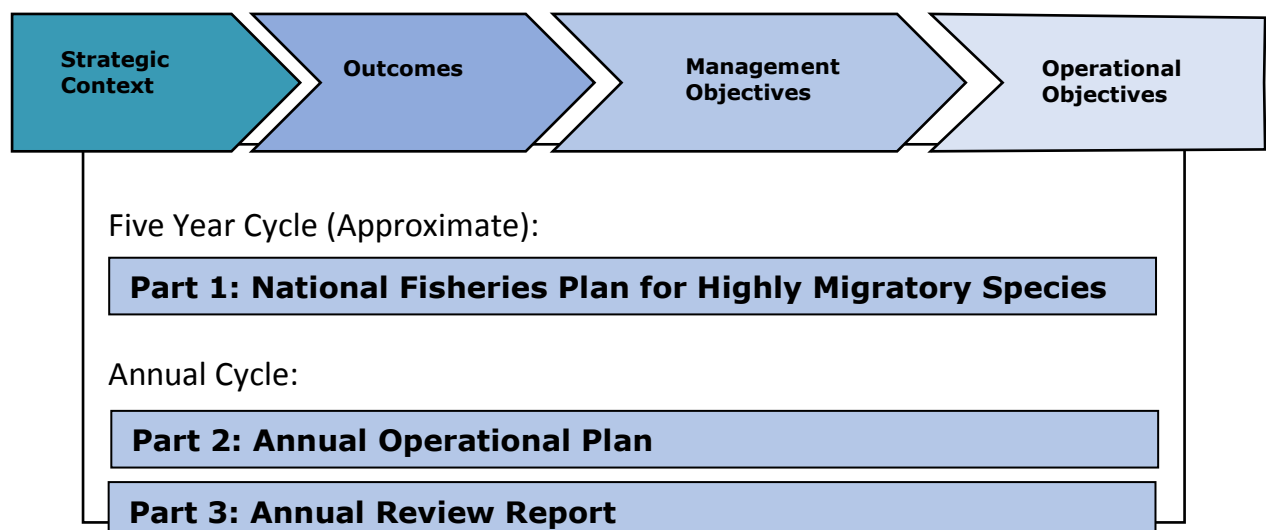 Strategic
Context
Outcomes
Management
Objectives
Operational
Objectives
Five Year Cycle (Approximate):
Part 1: National Fisheries Plan for Highly Migratory Species
Annual Cycle:
Part 2: Annual Operational Plan
Part 3: Annual Review Report